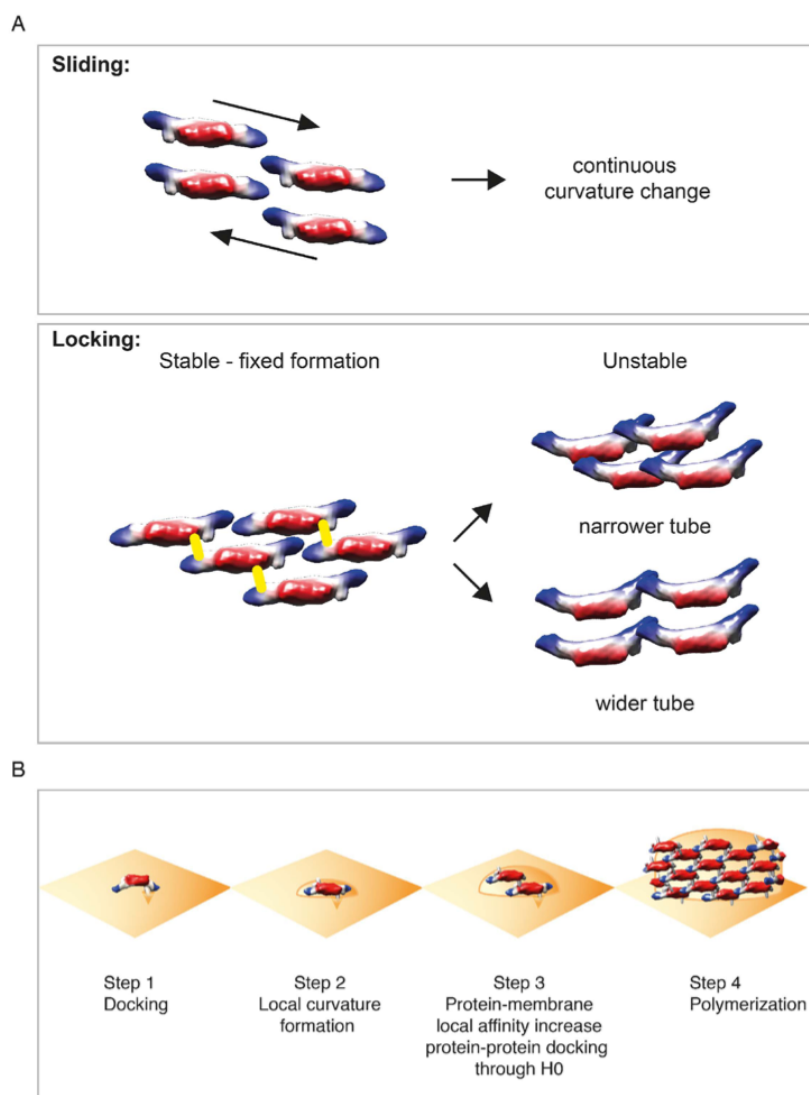 A
Sliding:
continuous
curvature change
Locking:
Stable - fixed formation
Unstable
narrower tube
wider tube
B
Step 1
Docking
Step 2
Local curvature
formation
Step 3
Protein-membrane
local affinity increase
protein-protein docking
through H0
Step 4
Polymerization